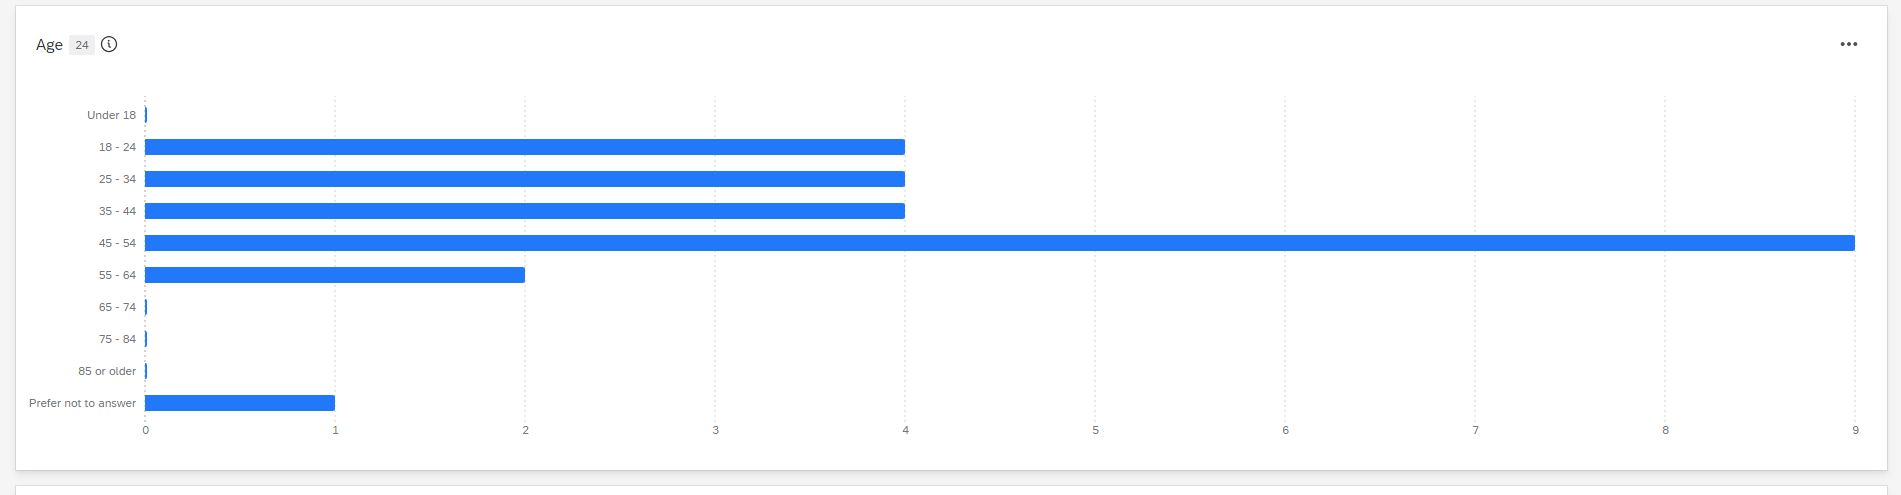 Age 24
Under 18
18 - 24
25 - 34
35 - 44
45 - 54
55 - 64
65 - 74
75 - 84
85 or older
Prefer not to answer
0 1 2 3 4 5 6 7 8 9